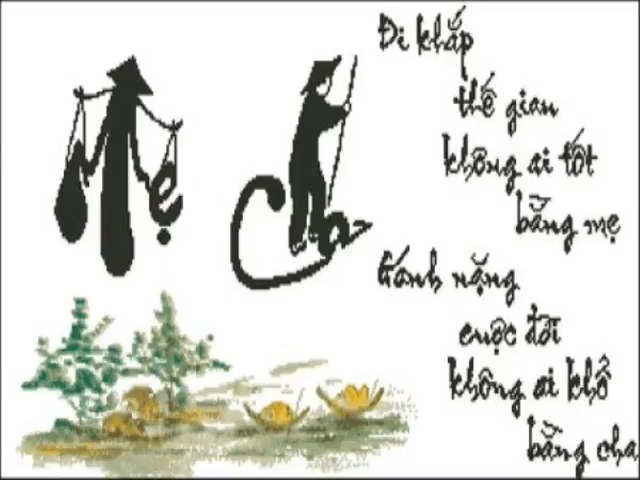 Mẹ Cha
Đi khắp
thế gian
không ai tốt
bằng mẹ
Gánh nặng
cuộc đời
không ai khổ
bằng cha